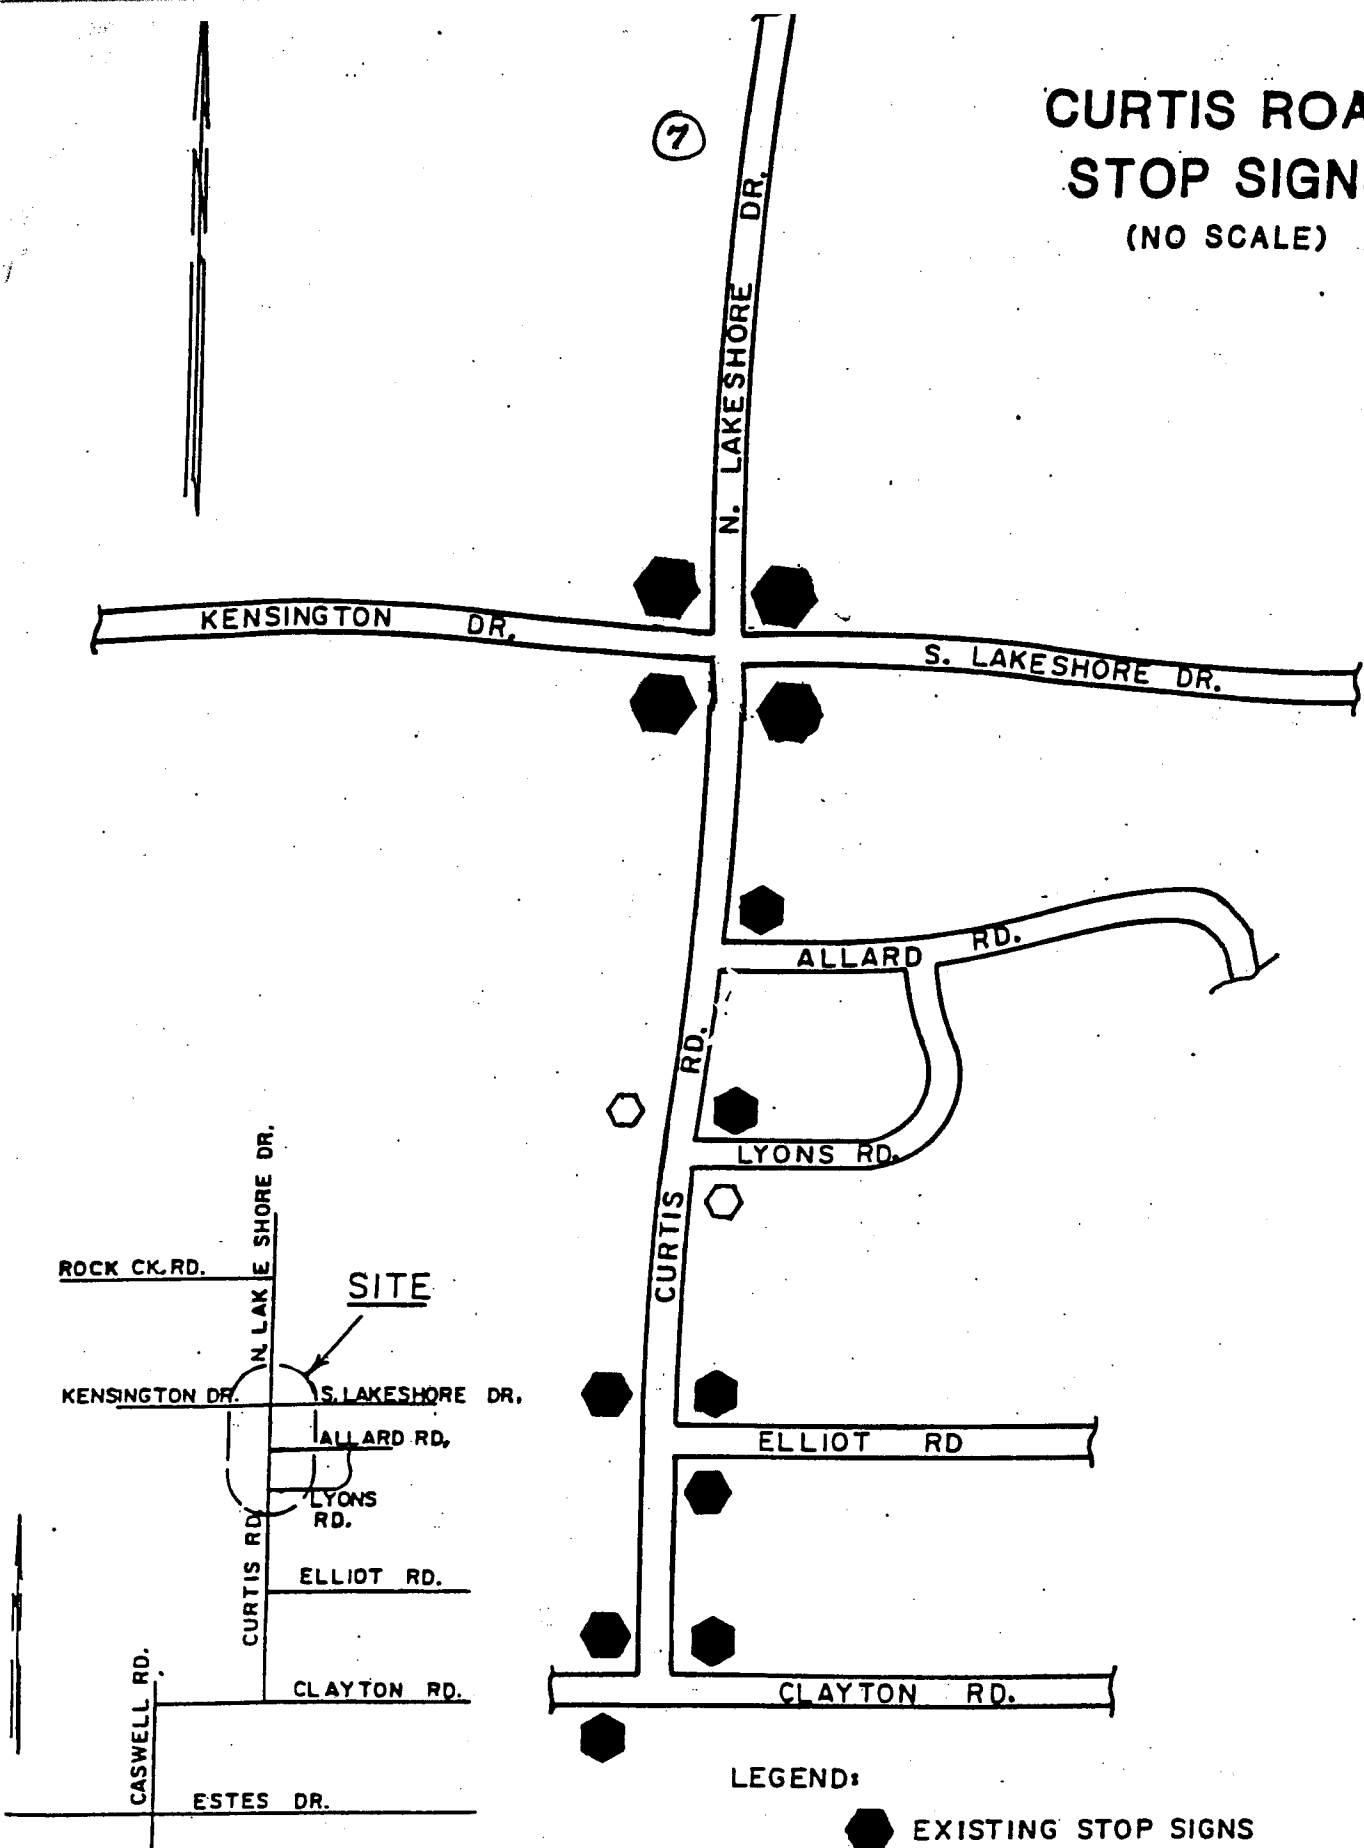 CURTIS ROA
STOP SIGN
(NO SCALE)
7
N. LAKESHORE DR.
KENSINGTON DR.
S. LAKESHORE DR.
ALLARD RD.
LYONS RD.
CURTIS RD.
ELLIOT RD
CLAYTON RD.
N. LAKE SHORE DR.
ROCK CK. RD.
SITE
KENSINGTON DR.
S. LAKESHORE DR.
ALLARD RD.
LYONS
RD.
CURTIS RD.
ELLIOT RD.
CASWELL RD.
CLAYTON RD.
ESTES DR.
LEGEND:
EXISTING STOP SIGNS